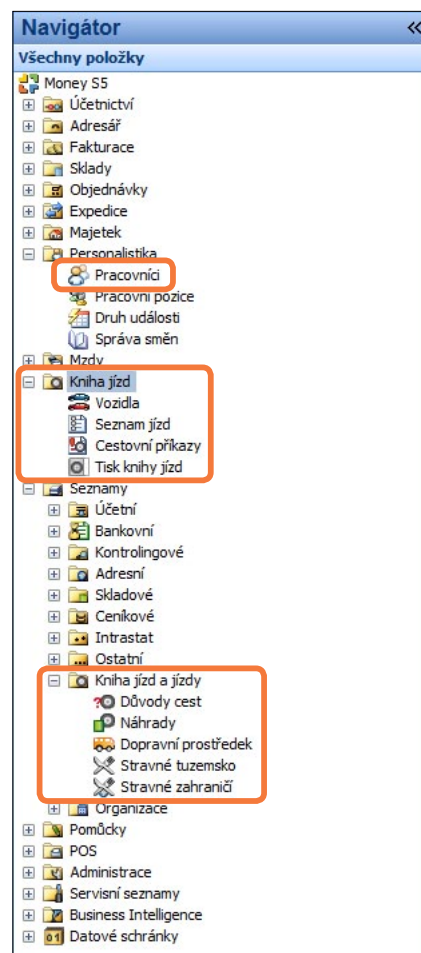 Navigátor
Všechny položky
Money S5
Účetnictví
Adresář
Fakturace
Sklady
Objednávky
Expedice
Majetek
Personalistika
Pracovníci
Pracovní pozice
Druh události
Správa směn
Mzdy
Kniha jízd
Vozidla
Seznam jízd
Cestovní příkazy
Tisk knihy jízd
Seznamy
Účetní
Bankovní
Kontrolingové
Adresní
Skladové
Ceníkové
Intrastat
Ostatní
Kniha jízd a jízdy
Důvody cest
Náhrady
Dopravní prostředek
Stravné tuzemsko
Stravné zahraničí
Organizace
Pomůcky
POS
Administrace
Servisní seznamy
Business Intelligence
Datové schránky